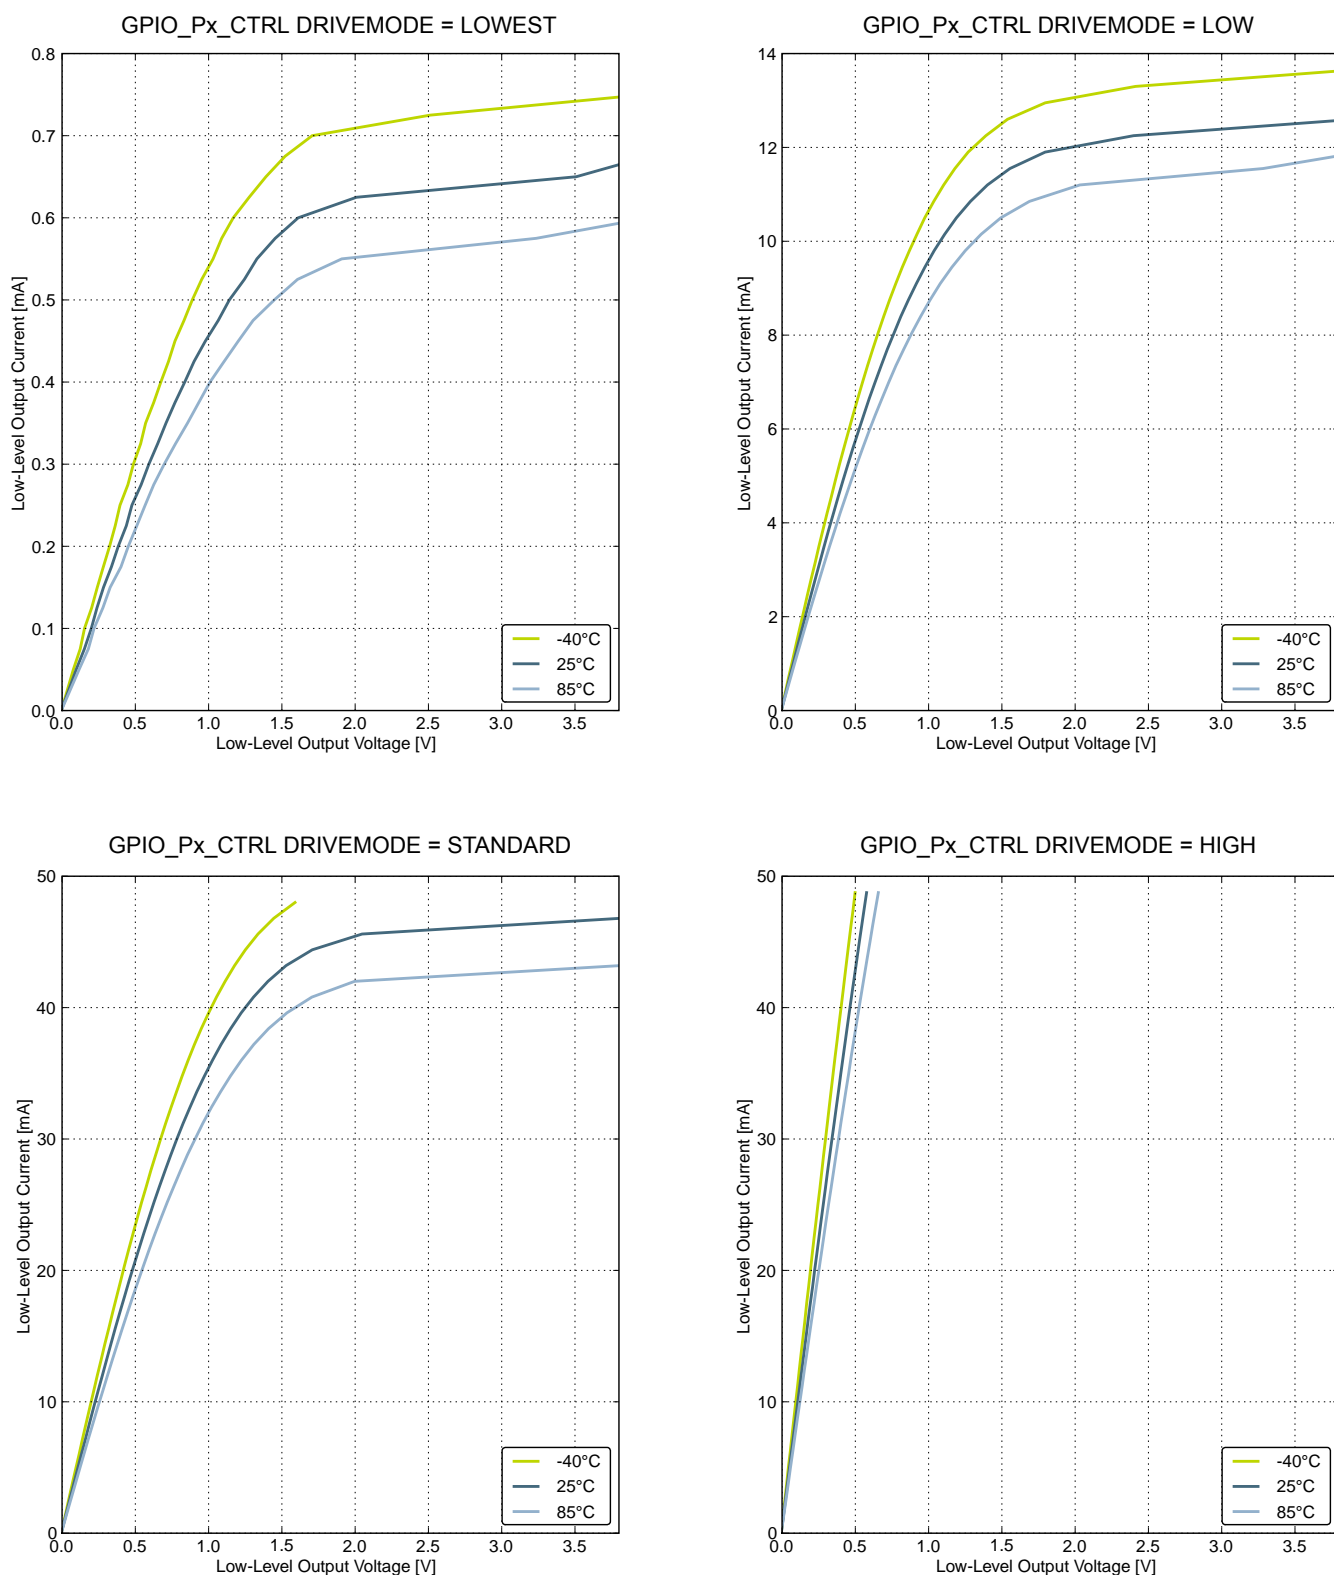 GPIO_Px_CTRL DRIVEMODE = LOWEST
0.8
0.7
0.6
0.5
0.4
0.3
0.2
0.1
0.0
Low-Level Output Current [mA]
-40°C
25°C
85°C
0.0 0.5 1.0 1.5 2.0 2.5 3.0 3.5
Low-Level Output Voltage [V]
GPIO_Px_CTRL DRIVEMODE = LOW
14
12
10
8
6
4
2
0
Low-Level Output Current [mA]
-40°C
25°C
85°C
0.0 0.5 1.0 1.5 2.0 2.5 3.0 3.5
Low-Level Output Voltage [V]
GPIO_Px_CTRL DRIVEMODE = STANDARD
50
40
30
20
10
0
Low-Level Output Current [mA]
-40°C
25°C
85°C
0.0 0.5 1.0 1.5 2.0 2.5 3.0 3.5
Low-Level Output Voltage [V]
GPIO_Px_CTRL DRIVEMODE = HIGH
50
40
30
20
10
0
Low-Level Output Current [mA]
-40°C
25°C
85°C
0.0 0.5 1.0 1.5 2.0 2.5 3.0 3.5
Low-Level Output Voltage [V]